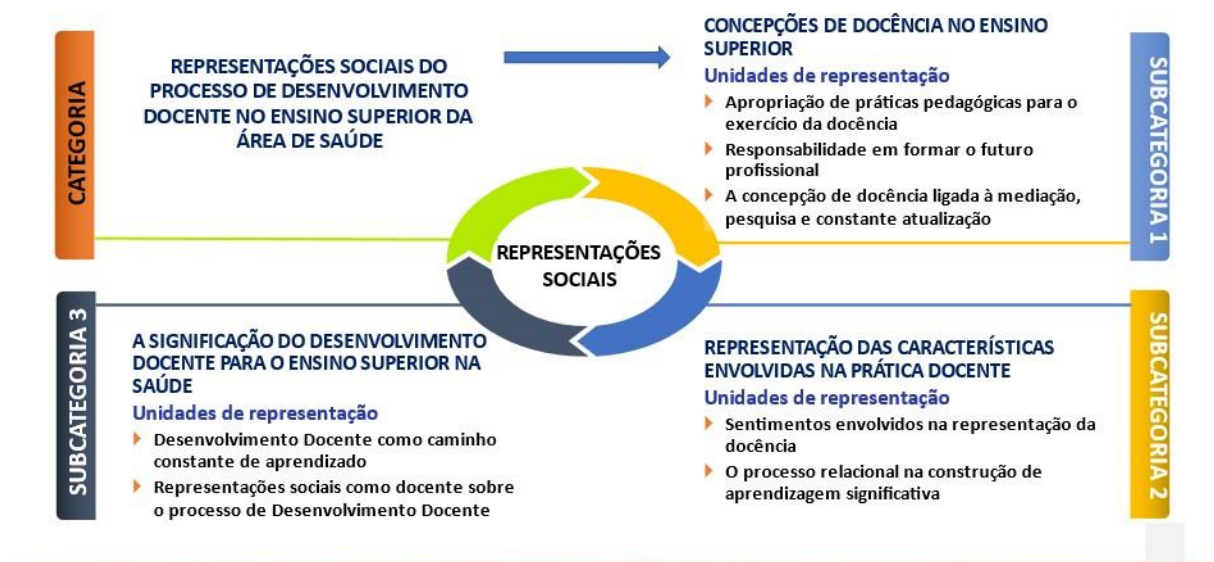 CATEGORIA
REPRESENTAÇÕES SOCIAIS DO
PROCESSO DE DESENVOLVIMENTO
DOCENTE NO ENSINO SUPERIOR DA
ÁREA DE SAÚDE
CONCEPÇÕES DE DOCÊNCIA NO ENSINO
SUPERIOR
Unidades de representação
Apropriação de práticas pedagógicas para o
exercício da docência
Responsabilidade em formar o futuro
profissional
A concepção de docência ligada à mediação,
pesquisa e constante atualização
SUBCATEGORIA 1
REPRESENTAÇÕES
SOCIAIS
SUBCATEGORIA 3
A SIGNIFICAÇÃO DO DESENVOLVIMENTO
DOCENTE PARA O ENSINO SUPERIOR NA
SAÚDE
Unidades de representação
Desenvolvimento Docente como caminho
constante de aprendizado
Representações sociais como docente sobre
o processo de Desenvolvimento Docente
REPRESENTAÇÃO DAS CARACTERÍSTICAS
ENVOLVIDAS NA PRÁTICA DOCENTE
Unidades de representação
Sentimentos envolvidos na representação da
docência
O processo relacional na construção de
aprendizagem significativa
SUBCATEGORIA 2